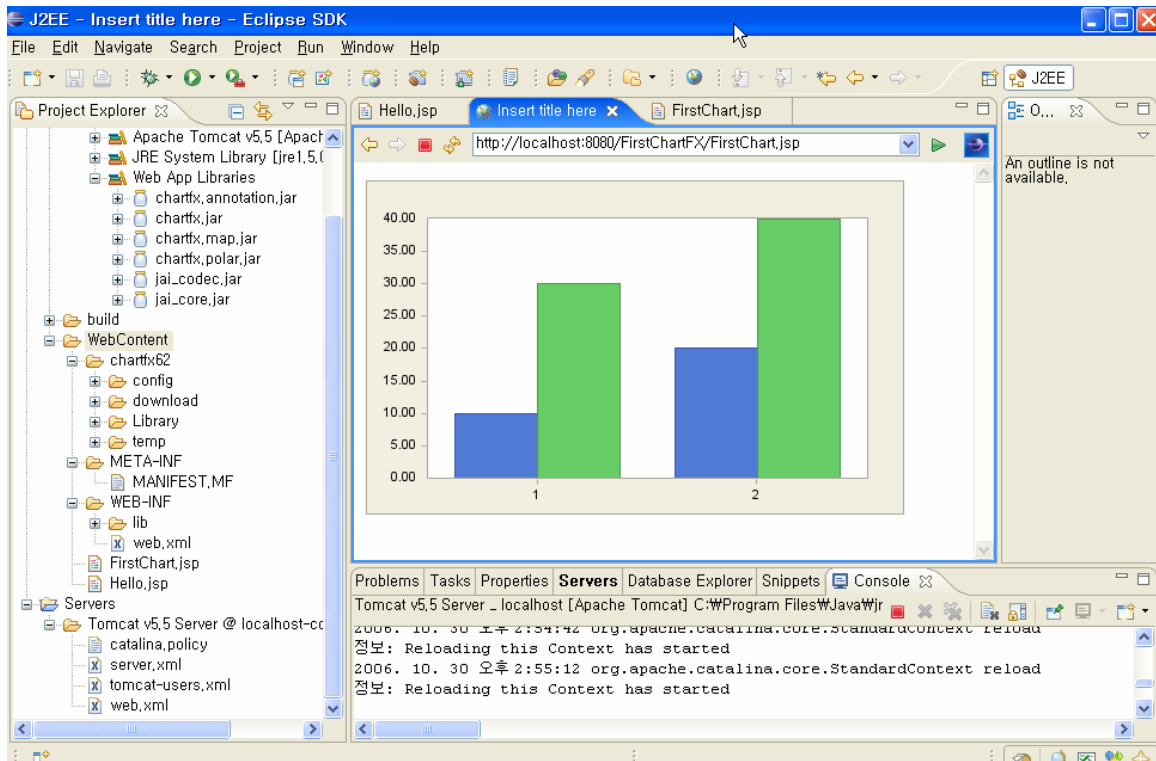 J2EE - Insert title here - Eclipse SDK
File Edit Navigate Search Project Run Window Help
J2EE
Project Explorer
Apache Tomcat v5,5 [Apach
JRE System Library [jre1,5,(
Web App Libraries
chartfx,annotation,jar
chartfx,jar
chartfx,map,jar
chartfx,polar,jar
jai_codec,jar
jai_core,jar
build
WebContent
chartfx62
config
download
Library
temp
META-INF
MANIFEST,MF
WEB-INF
lib
web,xml
FirstChart,jsp
Hello,jsp
Servers
Tomcat v5,5 Server @ localhost-cc
catalina,policy
server,xml
tomcat-users,xml
web,xml
Hello,jsp Insert title here FirstChart,jsp
http://localhost:8080/FirstChartFX/FirstChart,jsp
40.00
35.00
30.00
25.00
20.00
15.00
10.00
5.00
0.00
1 2
O...
An outline is not
available,
Problems Tasks Properties Servers Database Explorer Snippets Console
Tomcat v5,5 Server _ localhost [Apache Tomcat] C:₩Program Files₩Java₩jr
2006. 10. 30 오후 2:54:42 org.apache.catalina.core.StandardContext reload
정보: Reloading this Context has started
2006. 10. 30 오후 2:55:12 org.apache.catalina.core.StandardContext reload
정보: Reloading this Context has started